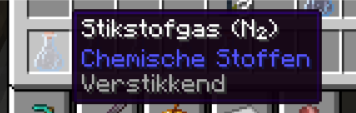 Stikstofgas (N₂)
Chemische Stoffen
Verstikkend